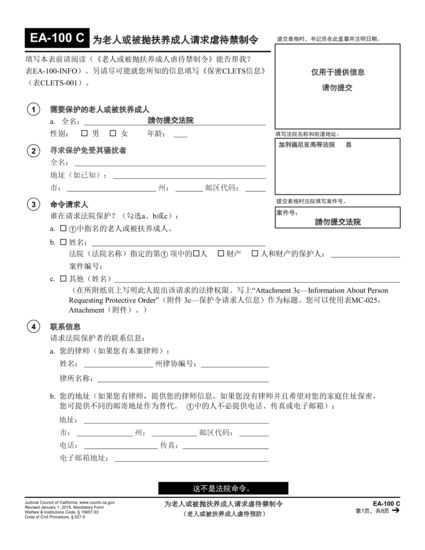 EA-100 C 为老人或被抛扶养成人请求虐待禁制令
递交表格时，书记员在此盖章并注明日期。
填写本表前请阅读（《老人或被抛扶养成人虐待禁制令》能否帮我?
表EA-100-INFO）。另请尽可能就您所知的信息填写《保密CLETS信息》
（表CLETS-001）。
仅用于提供信息
请勿提交
① 需要保护的老人或被扶养成人
a. 全名： 請勿提交法院
性别： □ 男 □ 女 年龄：
填写法院名称和街道地址：
加利福尼亚高等法院 县
② 寻求保护免受其骚扰者
全名：
地址（如已知）：
市： 州： 邮区代码：
提交表格时法院填写案件号。
案件号：
請勿提交法院
③ 命令请求人
谁在请求法院保护? （勾选a、b或c）：
a. □ ①中指名的老人或被扶养成人。
b. □ 姓名：
法院（法院名称）指定的第① 项中的□人 □ 财产 □ 人和财产的保护人：
案件编号：
c. □ 其他（姓名）
（在所附纸页上写明此人提出该请求的法律权限。写上“Attachment 3c—Information About Person
Requesting Protective Order”（附件 3c—保护令请求人信息）作为标题。您可以使用表MC-025，
Attachment（附件）。）
④ 联系信息
请求法院保护者的联系信息：
a. 您的律师（如果您有本案律师）：
姓名： 州律协编号：
律所名称：
b. 您的地址（如果您有律师，提供您的律师信息。如果您没有律师并且希望对您的家庭住址保密，
您可提供不同的邮寄地址作为替代。 ①中的人不必提供电话、传真或电子邮箱）：
地址：
市： 州： 邮区代码：
电话： 传真：
电子邮箱地址：
这不是法院命令。
Judicial Council of California, www.courts.ca.gov
Revised January 1, 2018, Mandatory Form
Welfare & Institutions Code, § 15657.03
Code of Civil Procedure, § 527.9
为老人或被抛扶养成人请求虐待禁制令
（老人或被扶养成人虐待预防）
EA-100 C
第1页，共8页 →